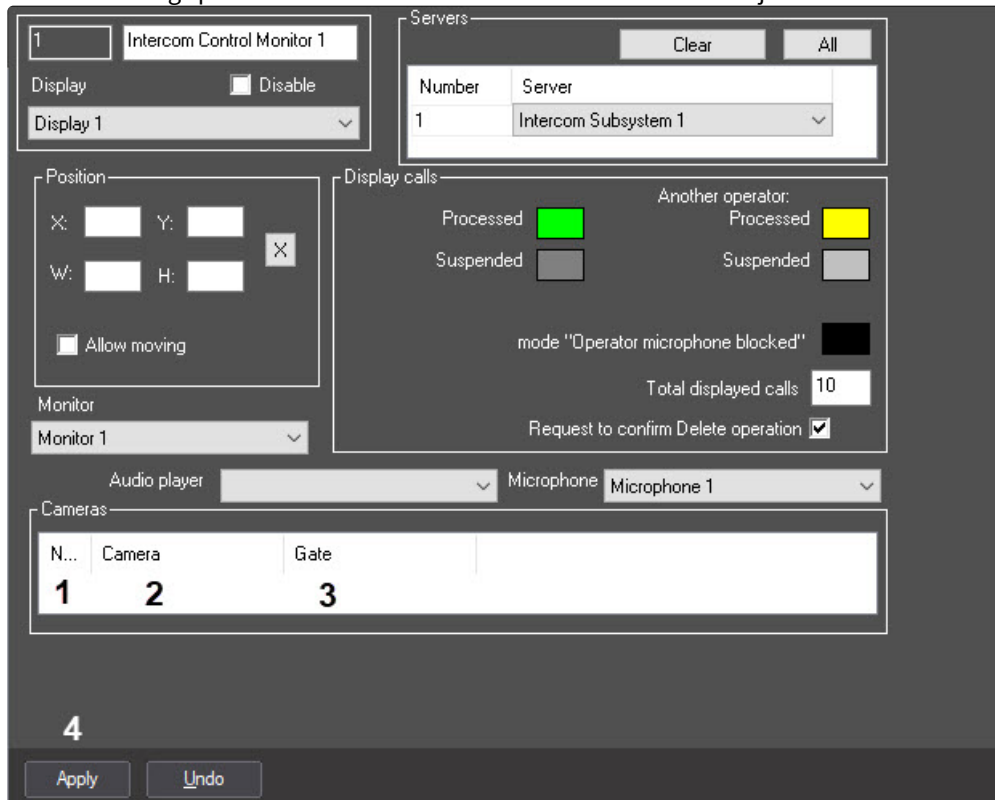 1 Intercom Control Monitor 1
Display Disable
Display 1
Servers
Clear All
Number Server
1 Intercom Subsystem 1
Position
X: Y: X
W: H:
Allow moving
Display calls
Another operator:
Processed Processed
Suspended Suspended
mode "Operator microphone blocked"
Total displayed calls 10
Request to confirm Delete operation
Monitor
Monitor 1
Audio player Microphone Microphone 1
Cameras
N... Camera Gate
1 2 3
4
Apply Undo